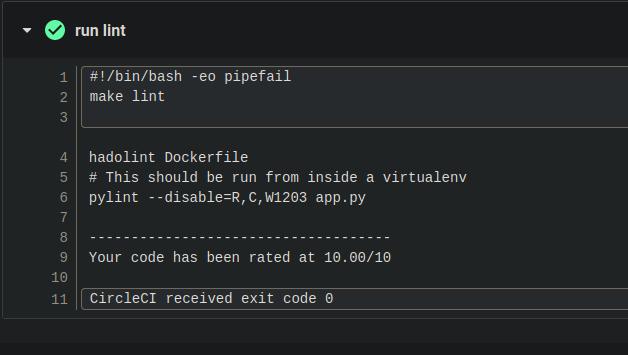 run lint
1 #!/bin/bash -eo pipefail
2 make lint
3
4 hadolint Dockerfile
5 # This should be run from inside a virtualenv
6 pylint --disable=R,C,W1203 app.py
7
8 ------------------------------------
9 Your code has been rated at 10.00/10
10
11 CircleCI received exit code 0